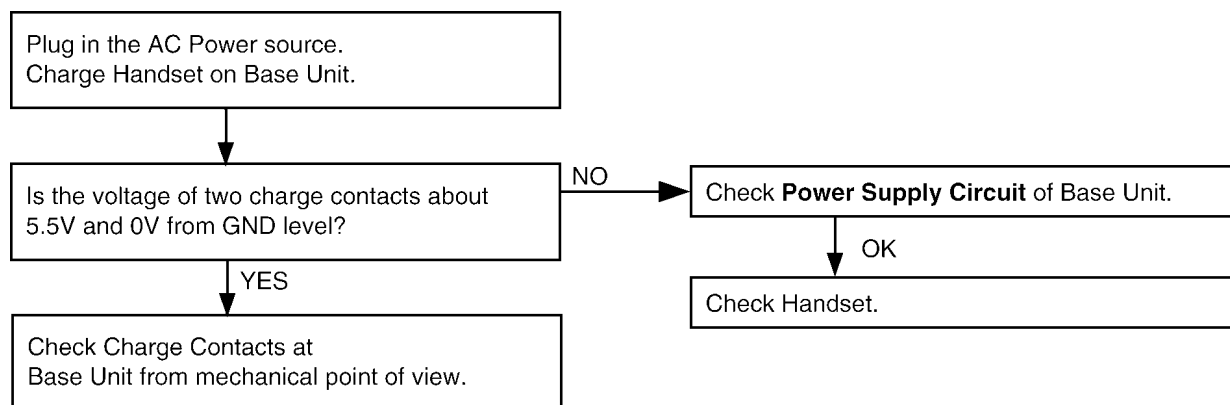 Plug in the AC Power source.
Charge Handset on Base Unit.
Is the voltage of two charge contacts about
5.5V and 0V from GND level?
NO
Check Power Supply Circuit of Base Unit.
OK
Check Handset.
YES
Check Charge Contacts at
Base Unit from mechanical point of view.